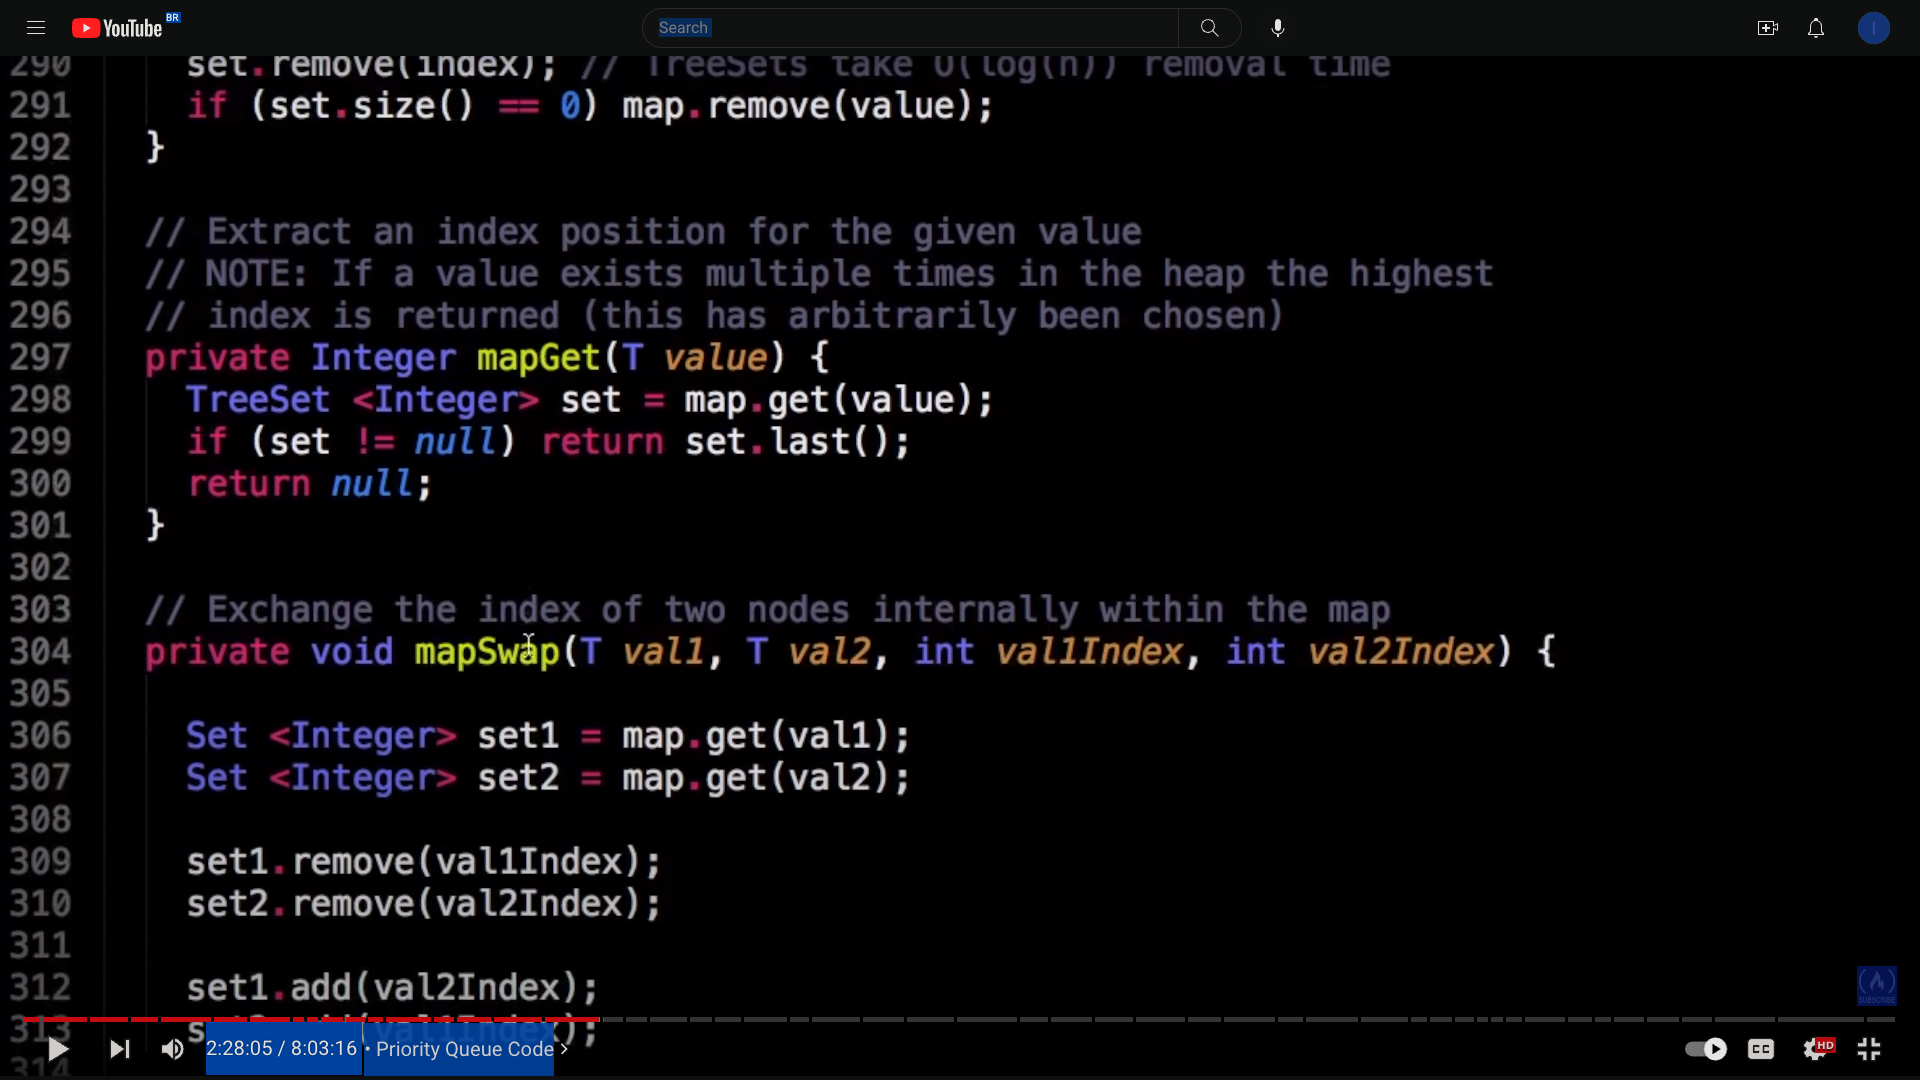 YouTube BR
Search
290 set.remove(index); // TreeSets take O(log(n)) removal time
291 if (set.size() == 0) map.remove(value);
292 }
293
294 // Extract an index position for the given value
295 // NOTE: If a value exists multiple times in the heap the highest
296 // index is returned (this has arbitrarily been chosen)
297 private Integer mapGet(T value) {
298 TreeSet <Integer> set = map.get(value);
299 if (set != null) return set.last();
300 return null;
301 }
302
303 // Exchange the index of two nodes internally within the map
304 private void mapSwap(T val1, T val2, int val1Index, int val2Index) {
305
306 Set <Integer> set1 = map.get(val1);
307 Set <Integer> set2 = map.get(val2);
308
309 set1.remove(val1Index);
310 set2.remove(val2Index);
311
312 set1.add(val2Index);
313 set2.add(val1Index);
314
SUBSCRIBE
2:28:05 / 8:03:16 • Priority Queue Code
CC
HD